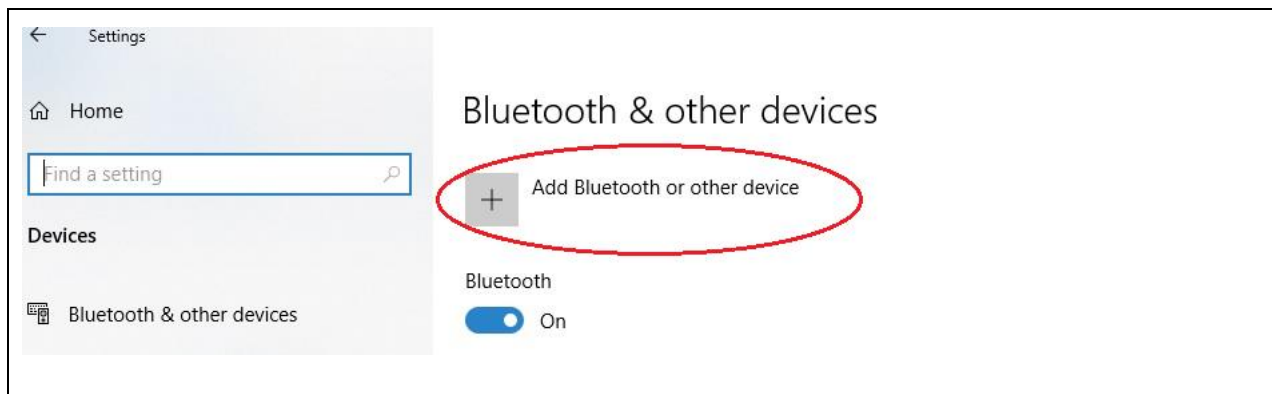 Settings
Home
Find a setting
Devices
Bluetooth & other devices
Bluetooth & other devices
Add Bluetooth or other device
Bluetooth
On